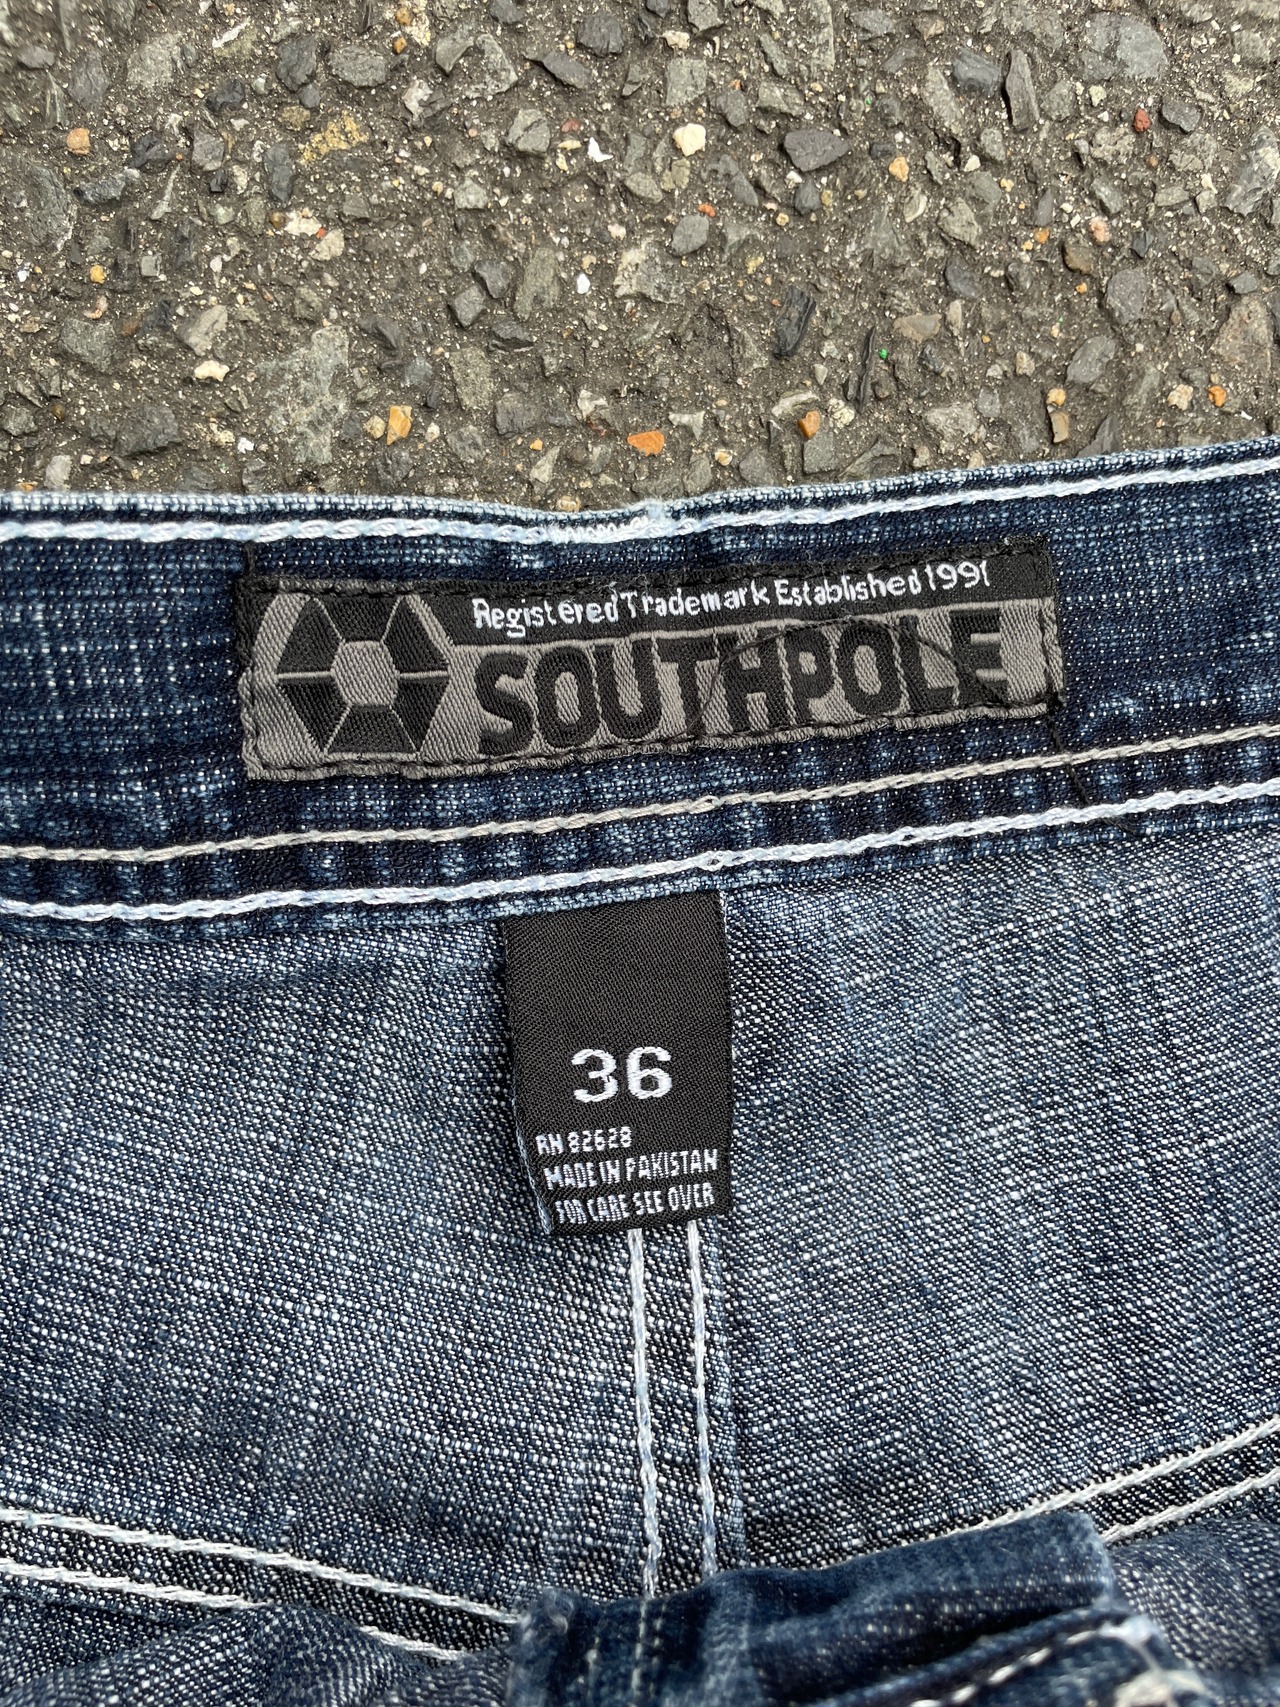 Registered Trademark Established 1991
SOUTHPOLE
36
RN 82628
MADE IN PAKISTAN
FOR CARE SEE OVER